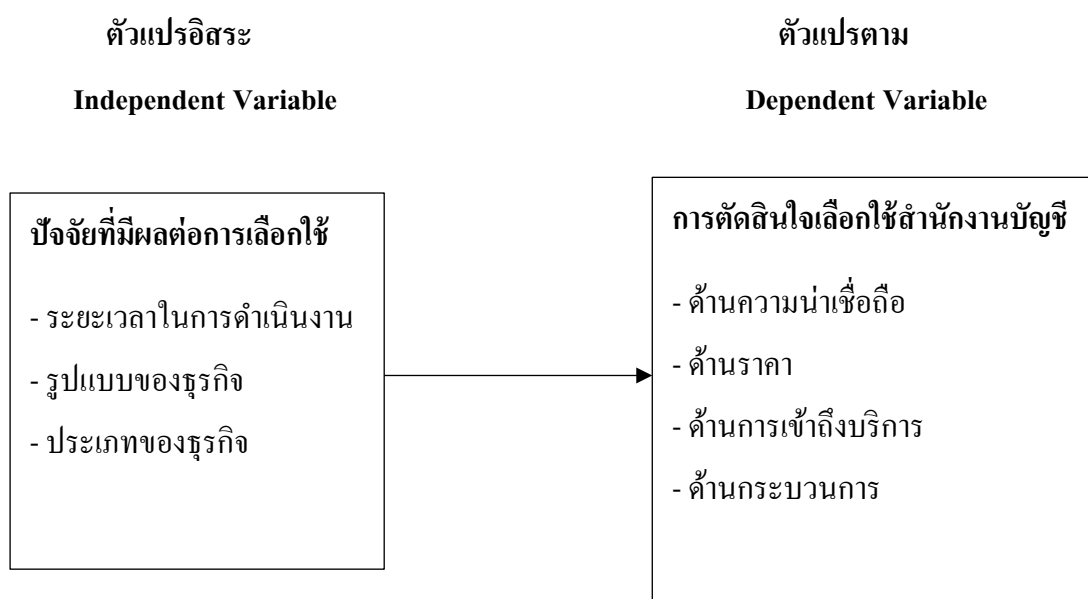 ตัวแปรอิสระ
Independent Variable
ตัวแปรตาม
Dependent Variable
ปัจจัยที่มีผลต่อการเลือกใช้
- ระยะเวลาในการดำเนินงาน
- รูปแบบของธุรกิจ
- ประเภทของธุรกิจ
การตัดสินใจเลือกใช้สำนักงานบัญชี
- ด้านความน่าเชื่อถือ
- ด้านราคา
- ด้านการเข้าถึงบริการ
- ด้านกระบวนการ